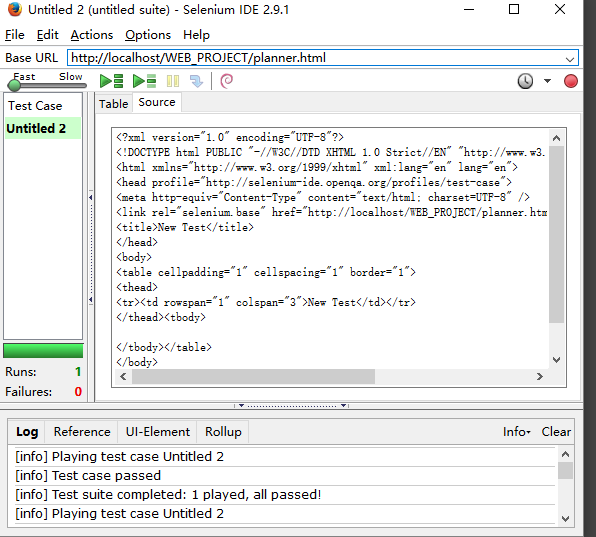 Untitled 2 (untitled suite) - Selenium IDE 2.9.1
File Edit Actions Options Help
Base URL http://localhost/WEB_PROJECT/planner.html
Fast Slow
Test Case
Untitled 2
Table Source
<?xml version="1.0" encoding="UTF-8"?>
<!DOCTYPE html PUBLIC "-//W3C//DTD XHTML 1.0 Strict//EN" "http://www.w3.
<html xmlns="http://www.w3.org/1999/xhtml" xml:lang="en" lang="en">
<head profile="http://selenium-ide.openqa.org/profiles/test-case">
<meta http-equiv="Content-Type" content="text/html; charset=UTF-8" />
<link rel="selenium.base" href="http://localhost/WEB_PROJECT/planner.htm
<title>New Test</title>
</head>
<body>
<table cellpadding="1" cellspacing="1" border="1">
<thead>
<tr><td rowspan="1" colspan="3">New Test</td></tr>
</thead><tbody>
</tbody></table>
</body>
Runs: 1
Failures: 0
Log Reference UI-Element Rollup Info Clear
[info] Playing test case Untitled 2
[info] Test case passed
[info] Test suite completed: 1 played, all passed!
[info] Playing test case Untitled 2